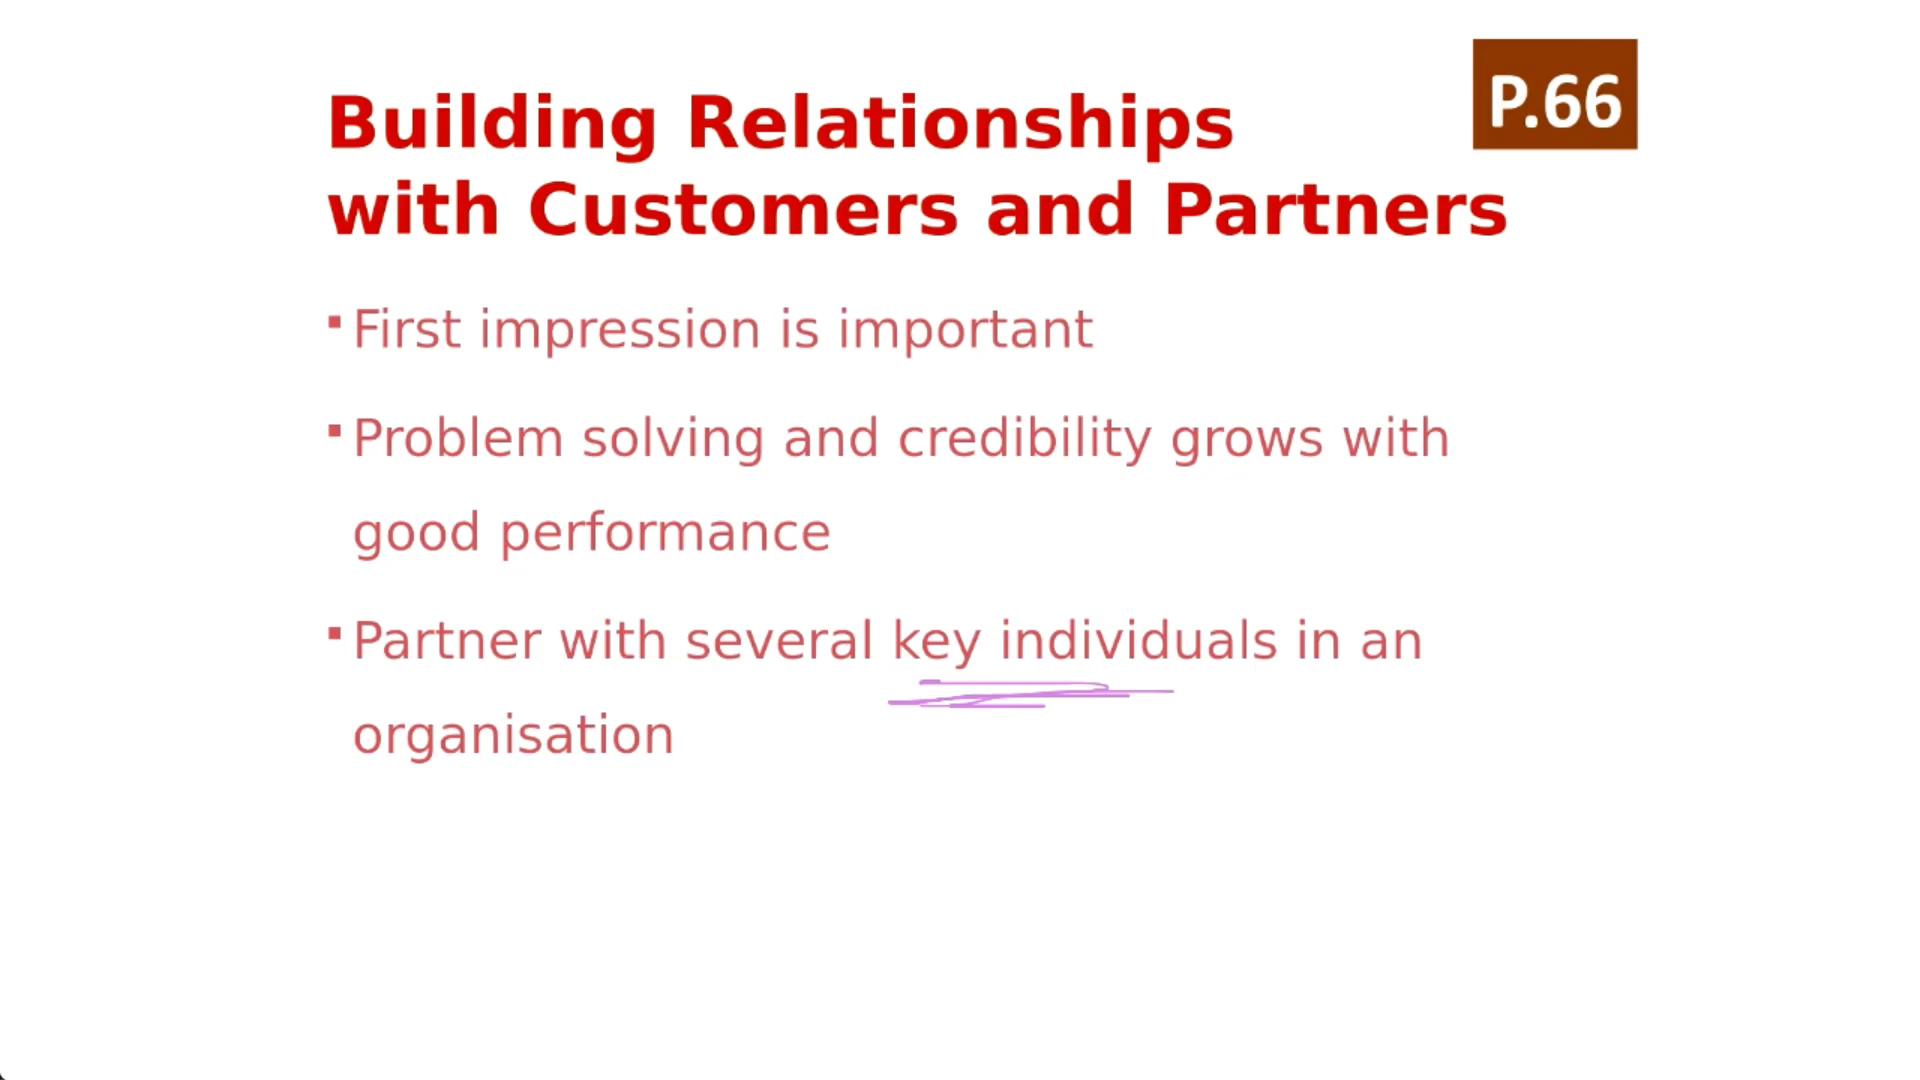 P.66
Building Relationships
with Customers and Partners
▪First impression is important
▪Problem solving and credibility grows with
good performance
▪Partner with several key individuals in an
organisation